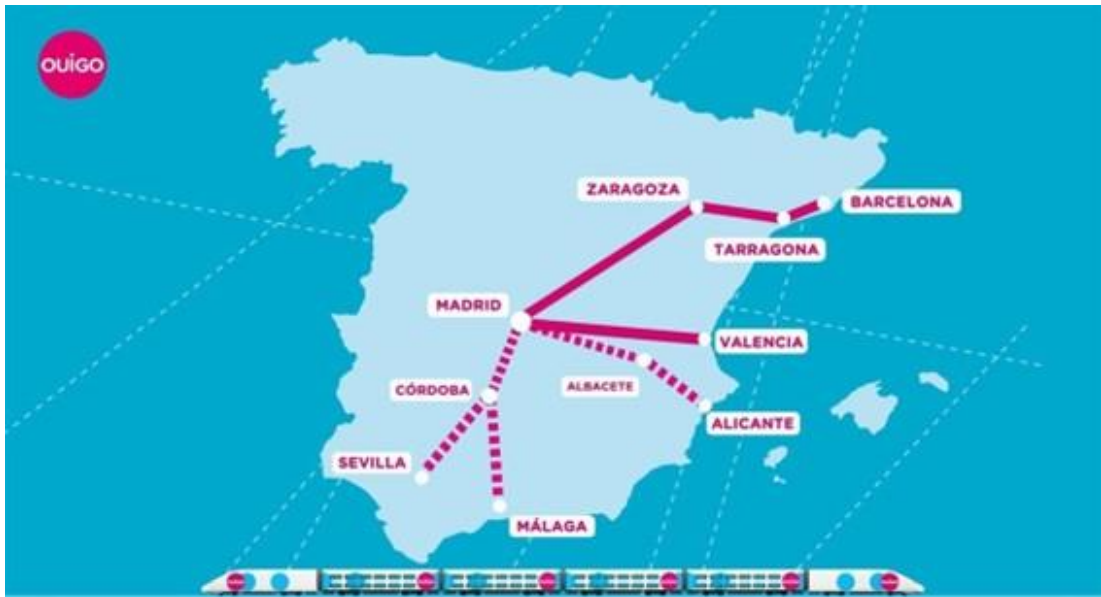 OUIGO
ZARAGOZA
BARCELONA
TARRAGONA
MADRID
VALENCIA
CÓRDOBA
ALBACETE
ALICANTE
SEVILLA
MÁLAGA